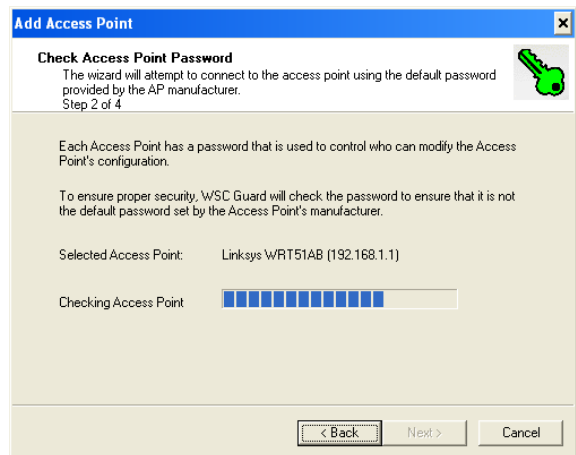 Add Access Point
Check Access Point Password
The wizard will attempt to connect to the access point using the default password
provided by the AP manufacturer.
Step 2 of 4
Each Access Point has a password that is used to control who can modify the Access
Point's configuration.
To ensure proper security, WSC Guard will check the password to ensure that it is not
the default password set by the Access Point's manufacturer.
Selected Access Point: Linksys WRT51AB (192.168.1.1)
Checking Access Point
< Back Next > Cancel